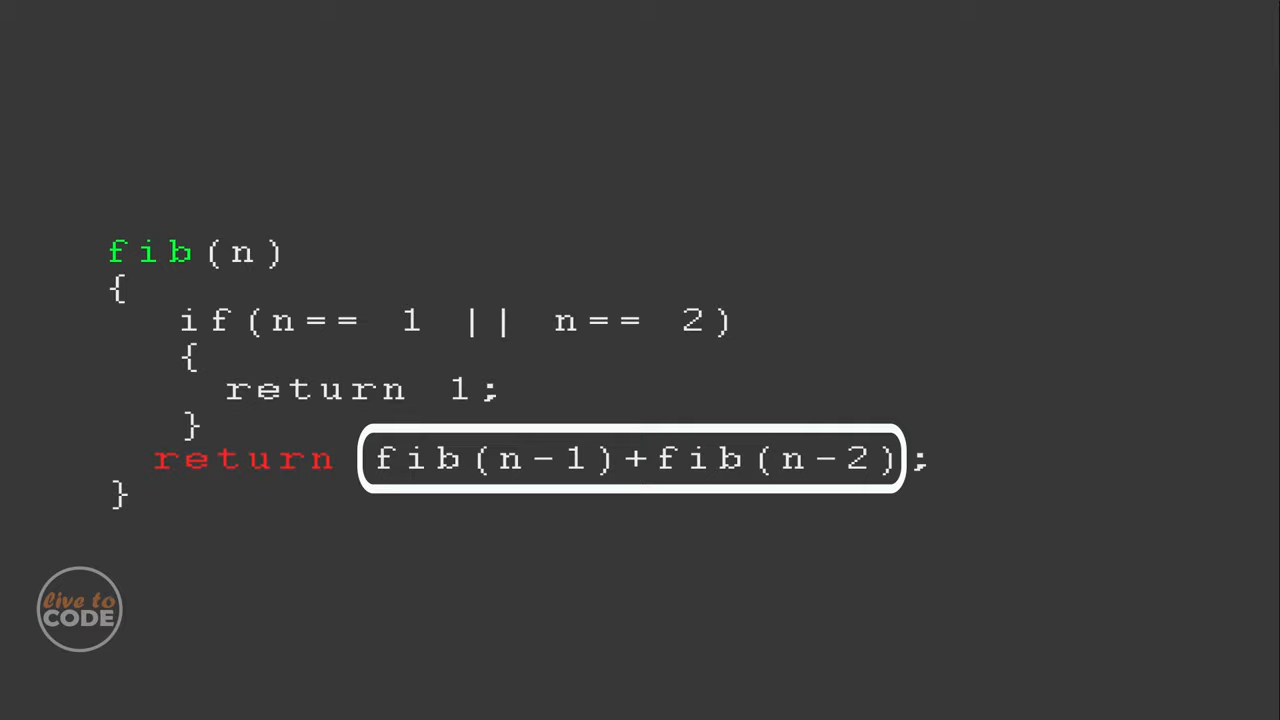 fib(n)
{
if(n== 1 || n== 2)
{
return 1;
}
return fib(n-1)+fib(n-2);
}
live to
CODE